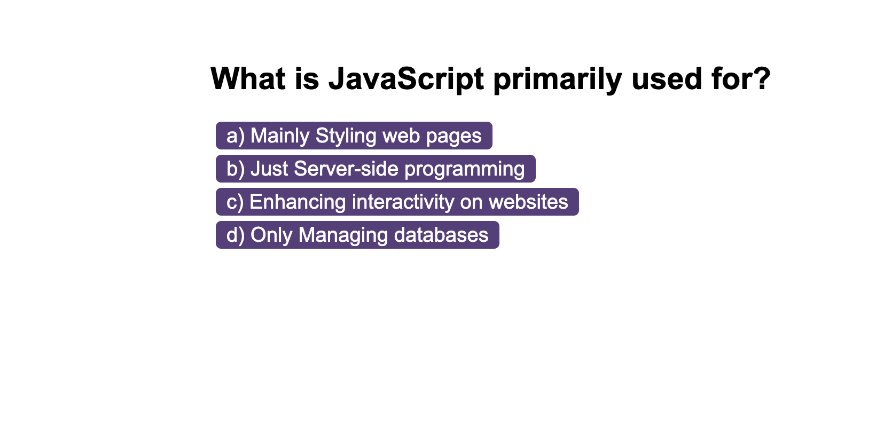 What is JavaScript primarily used for?
a) Mainly Styling web pages
b) Just Server-side programming
c) Enhancing interactivity on websites
d) Only Managing databases